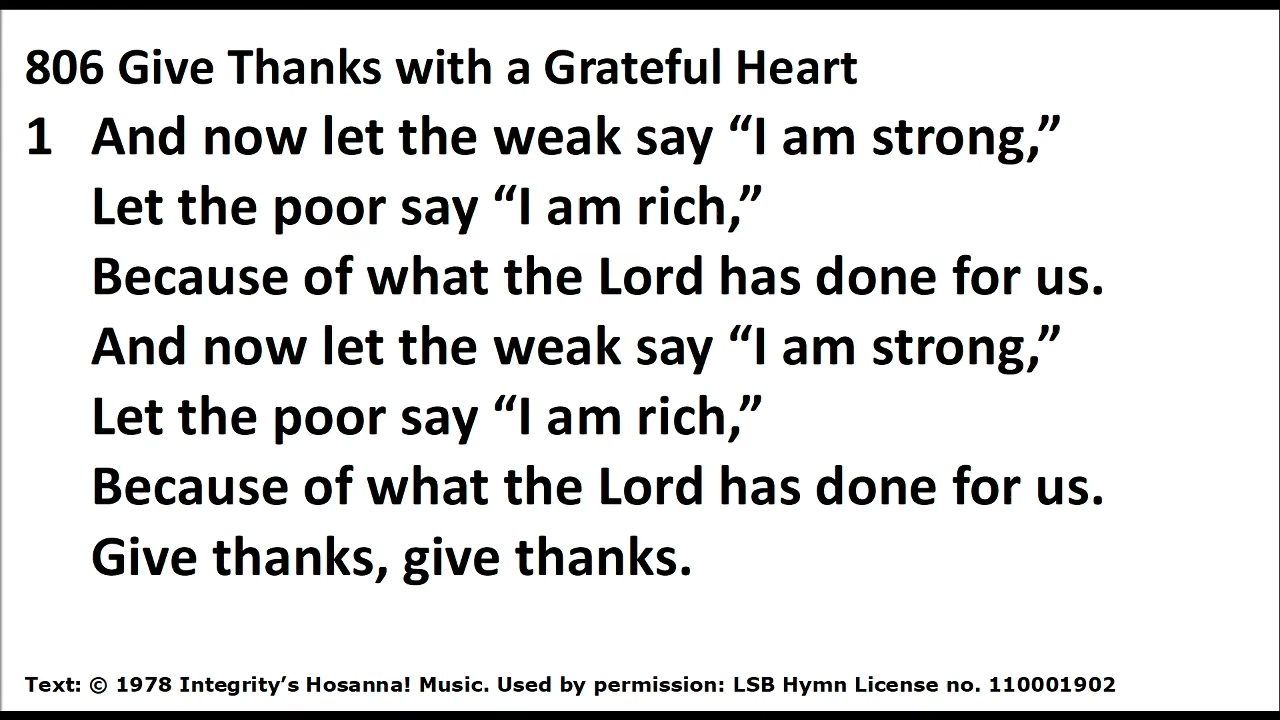 806 Give Thanks with a Grateful Heart
1 And now let the weak say “I am strong,”
Let the poor say “I am rich,”
Because of what the Lord has done for us.
And now let the weak say “I am strong,”
Let the poor say “I am rich,”
Because of what the Lord has done for us.
Give thanks, give thanks.
Text: © 1978 Integrity’s Hosanna! Music. Used by permission: LSB Hymn License no. 110001902